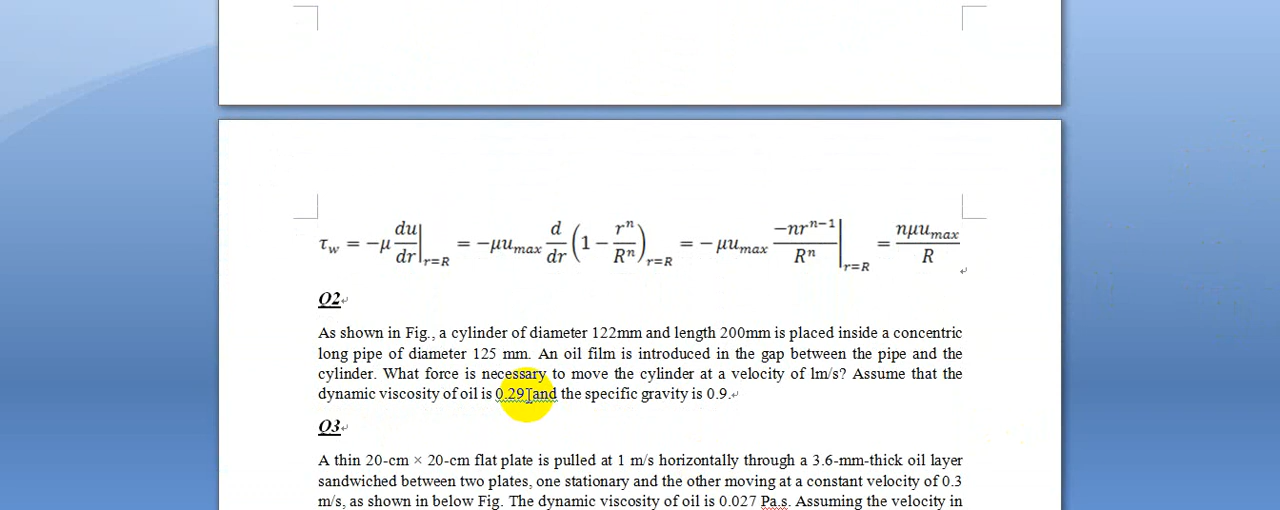 τ_w = −μ du/dr|_{r=R} = −μu_{max} d/dr (1 − r^n/R^n)_{r=R} = − μu_{max} −nr^{n−1}/R^n|_{r=R} = nμu_{max}/R
Q2
As shown in Fig., a cylinder of diameter 122mm and length 200mm is placed inside a concentric
long pipe of diameter 125 mm. An oil film is introduced in the gap between the pipe and the
cylinder. What force is necessary to move the cylinder at a velocity of lm/s? Assume that the
dynamic viscosity of oil is 0.29 and the specific gravity is 0.9.
Q3
A thin 20-cm × 20-cm flat plate is pulled at 1 m/s horizontally through a 3.6-mm-thick oil layer
sandwiched between two plates, one stationary and the other moving at a constant velocity of 0.3
m/s, as shown in below Fig. The dynamic viscosity of oil is 0.027 Pa.s. Assuming the velocity in